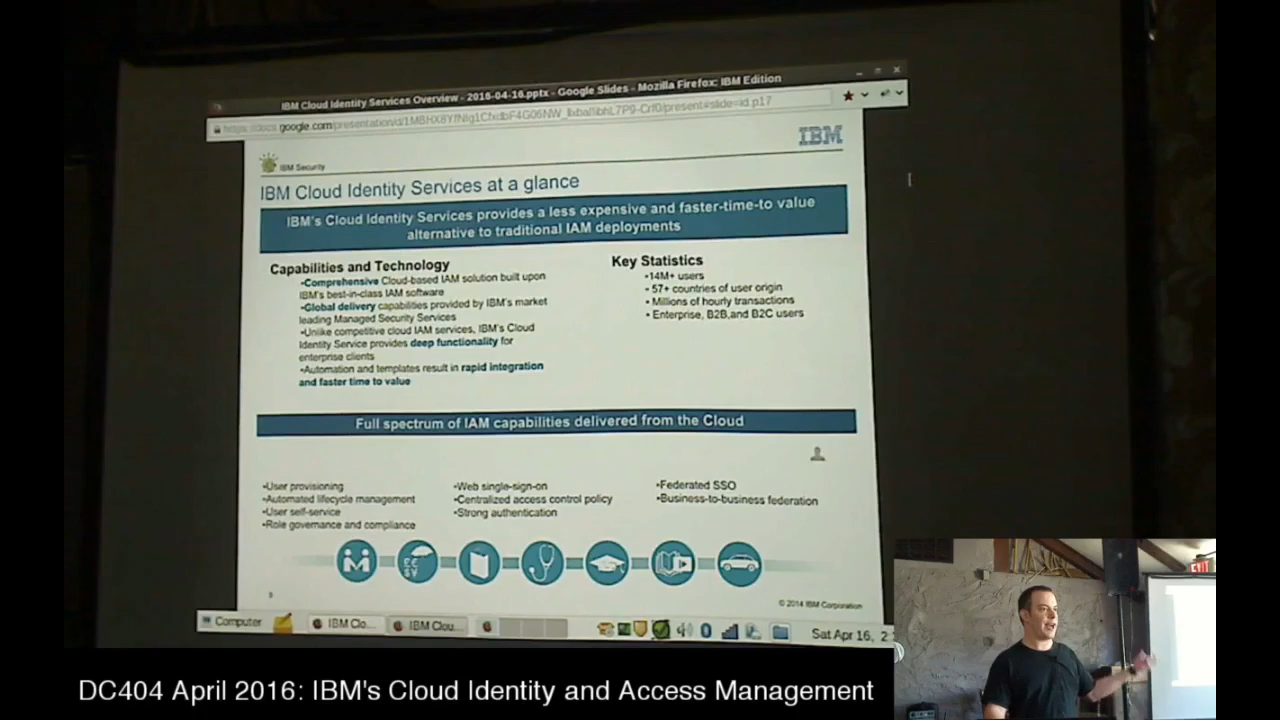 IBM Cloud Identity Services Overview - 2016-04-16.pptx - Google Slides - Mozilla Firefox: IBM Edition
google.com
IBM
IBM Security
IBM Cloud Identity Services at a glance
IBM's Cloud Identity Services provides a less expensive and faster-time-to value
alternative to traditional IAM deployments
Capabilities and Technology
•Comprehensive Cloud-based IAM solution built upon
IBM's best-in-class IAM software
•Global delivery capabilities provided by IBM's market
leading Managed Security Services
•Unlike competitive cloud IAM services, IBM's Cloud
Identity Service provides deep functionality for
enterprise clients
•Automation and templates result in rapid integration
and faster time to value
Key Statistics
•14M+ users
• 57+ countries of user origin
• Millions of hourly transactions
• Enterprise, B2B,and B2C users
Full spectrum of IAM capabilities delivered from the Cloud
•User provisioning
•Automated lifecycle management
•User self-service
•Role governance and compliance
•Web single-sign-on
•Centralized access control policy
•Strong authentication
•Federated SSO
•Business-to-business federation
9
© 2014 IBM Corporation
Computer
IBM Clo...
IBM Clou...
Sat Apr 16, 2:
EXIT
DC404 April 2016: IBM's Cloud Identity and Access Management